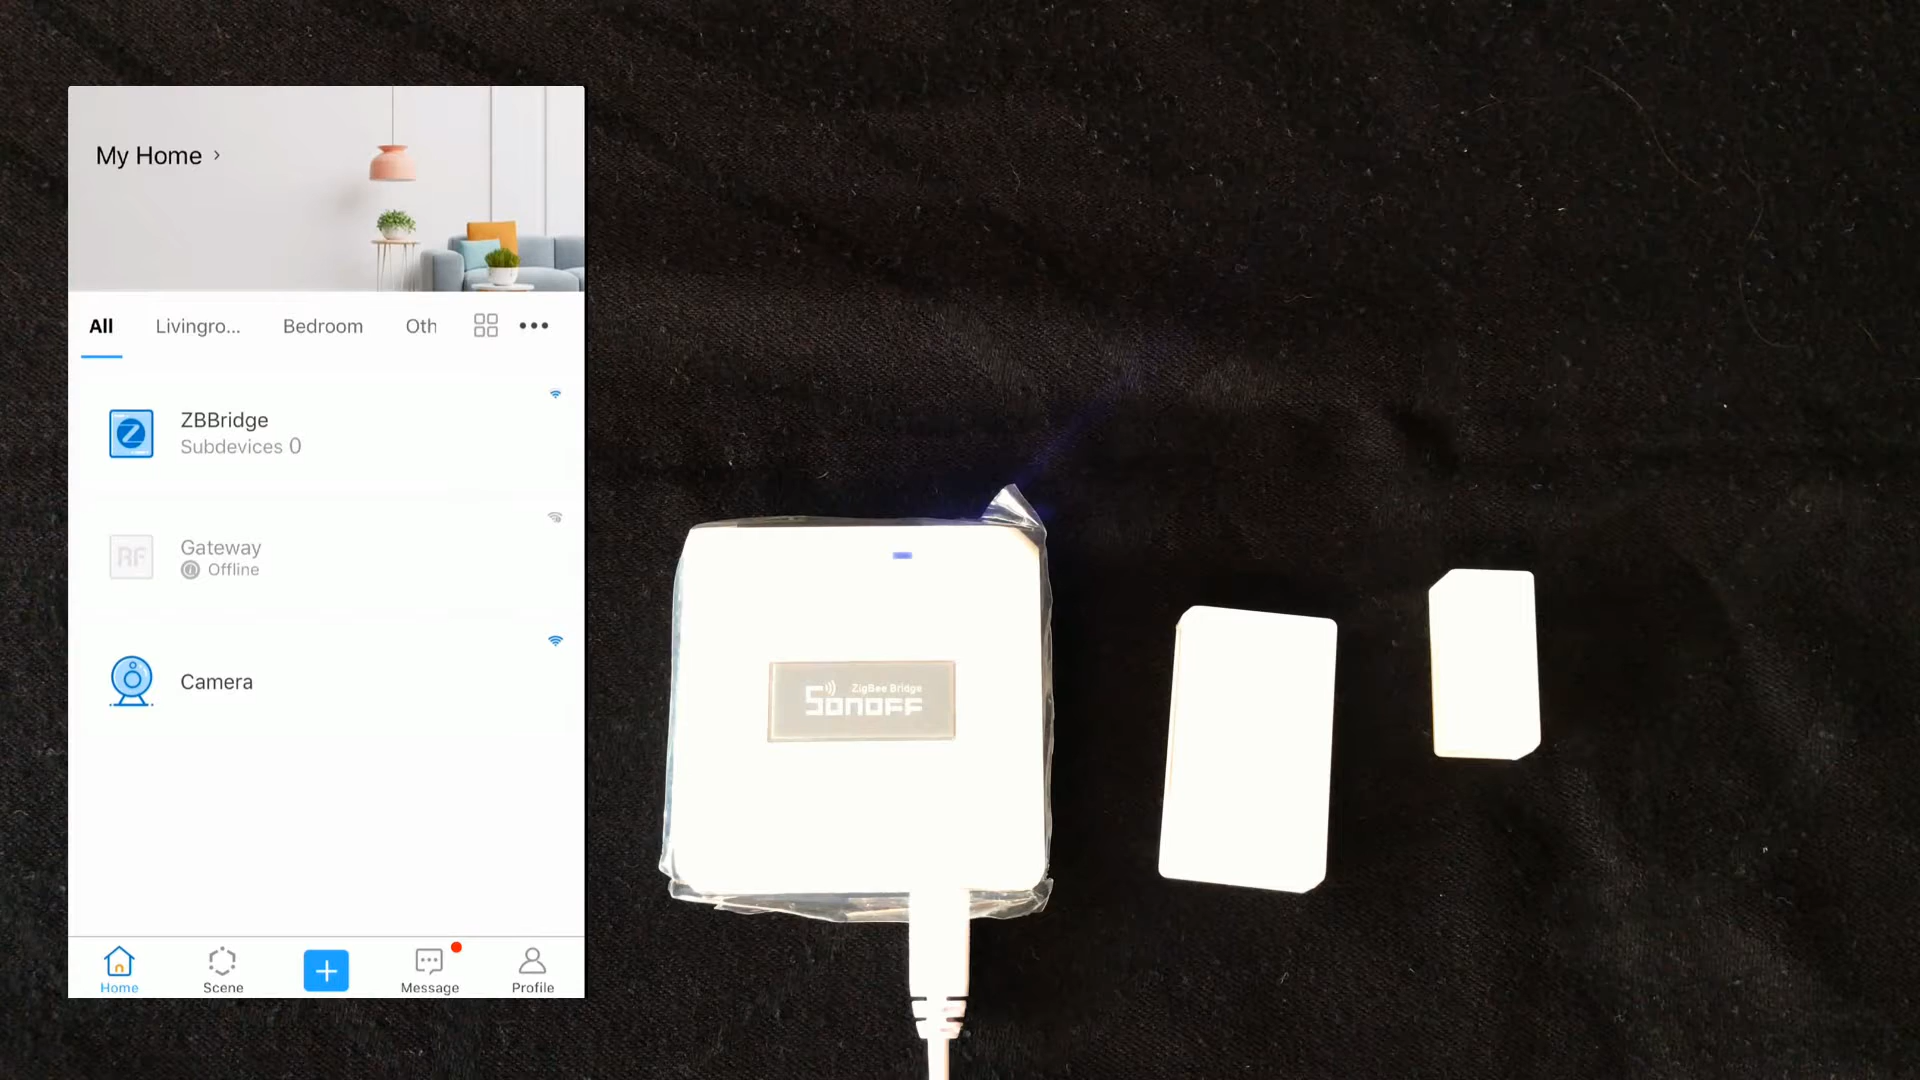 My Home
All
Livingro...
Bedroom
Oth
ZBBridge
Subdevices 0
RF
Gateway
Offline
Camera
Home
Scene
Message
Profile
ZigBee Bridge
SONOFF